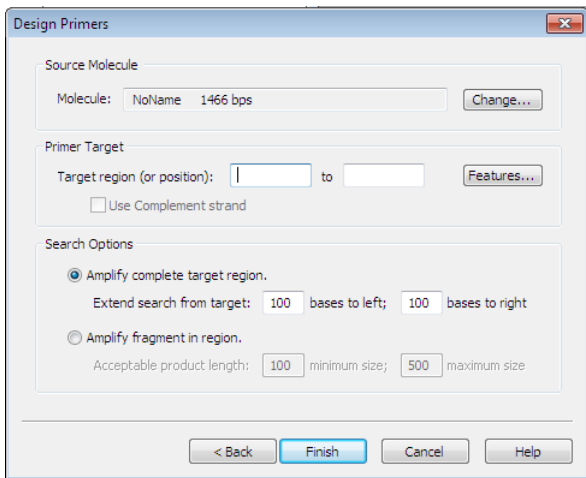 Design Primers
Source Molecule
Molecule: NoName 1466 bps Change...
Primer Target
Target region (or position): to Features...
Use Complement strand
Search Options
Amplify complete target region.
Extend search from target: 100 bases to left; 100 bases to right
Amplify fragment in region.
Acceptable product length: 100 minimum size; 500 maximum size
< Back Finish Cancel Help